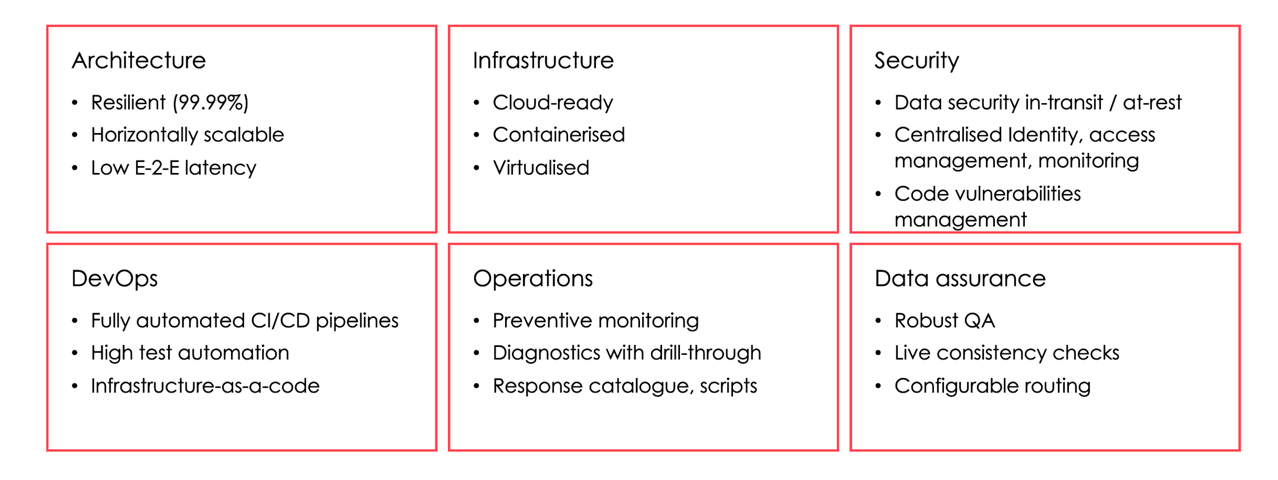 Architecture
• Resilient (99.99%)
• Horizontally scalable
• Low E-2-E latency
Infrastructure
• Cloud-ready
• Containerised
• Virtualised
Security
• Data security in-transit / at-rest
• Centralised Identity, access
management, monitoring
• Code vulnerabilities
management
DevOps
• Fully automated CI/CD pipelines
• High test automation
• Infrastructure-as-a-code
Operations
• Preventive monitoring
• Diagnostics with drill-through
• Response catalogue, scripts
Data assurance
• Robust QA
• Live consistency checks
• Configurable routing